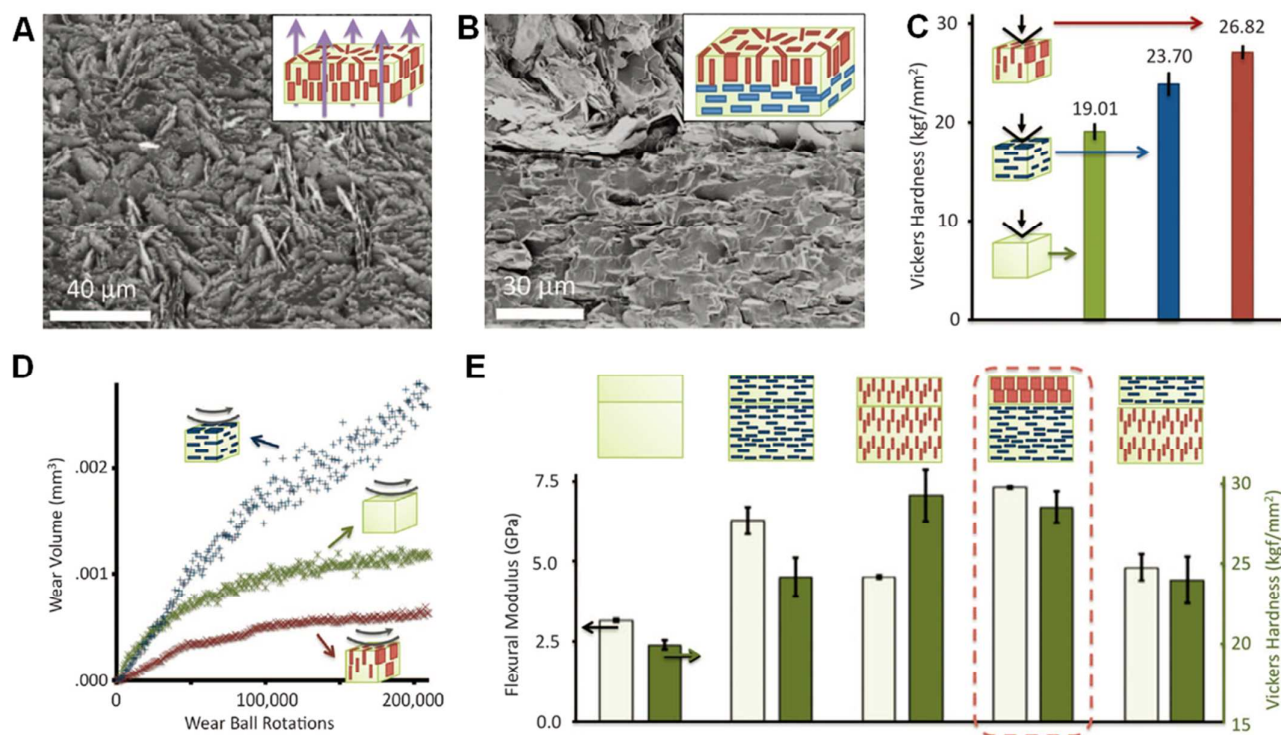 A
40 µm
B
30 µm
C
Vickers Hardness (kgf/mm²)
30
20
10
0
19.01
23.70
26.82
D
Wear Volume (mm³)
.002
.001
.000
0
100,000
200,000
Wear Ball Rotations
E
Flexural Modulus (GPa)
7.5
5.0
2.5
0.0
30
25
20
15
Vickers Hardness (kgf/mm²)